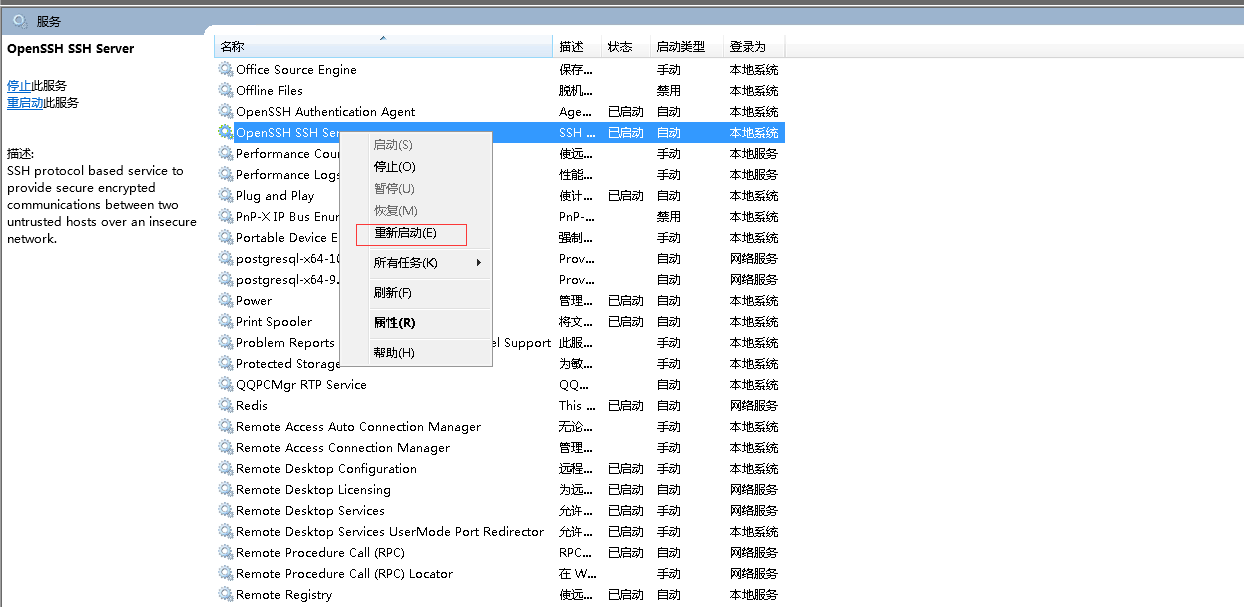 服务
OpenSSH SSH Server
停止此服务
重启动此服务
描述:
SSH protocol based service to
provide secure encrypted
communications between two
untrusted hosts over an insecure
network.
名称 描述 状态 启动类型 登录为
Office Source Engine 保存... 手动 本地系统
Offline Files 脱机... 禁用 本地系统
OpenSSH Authentication Agent Age... 已启动 自动 本地系统
OpenSSH SSH Ser SSH ... 已启动 自动 本地系统
Performance Cou 使远... 手动 本地服务
Performance Logs 性能... 手动 本地服务
Plug and Play 使计... 已启动 自动 本地系统
PnP-X IP Bus Enur PnP-... 禁用 本地系统
Portable Device E 强制... 手动 本地系统
postgresql-x64-10 Prov... 自动 网络服务
postgresql-x64-9. Prov... 自动 网络服务
Power 管理... 已启动 自动 本地系统
Print Spooler 将文... 已启动 自动 本地系统
Problem Reports el Support 此服... 手动 本地系统
Protected Storage 为敏... 手动 本地系统
QQPCMgr RTP Service QQ... 自动 本地系统
Redis This ... 已启动 自动 网络服务
Remote Access Auto Connection Manager 无论... 手动 本地系统
Remote Access Connection Manager 管理... 手动 本地系统
Remote Desktop Configuration 远程... 已启动 手动 本地系统
Remote Desktop Licensing 为远... 已启动 自动 网络服务
Remote Desktop Services 允许... 已启动 手动 网络服务
Remote Desktop Services UserMode Port Redirector 允许... 已启动 手动 本地系统
Remote Procedure Call (RPC) RPC... 已启动 自动 网络服务
Remote Procedure Call (RPC) Locator 在 W... 手动 网络服务
Remote Registry 使远... 已启动 自动 本地服务
启动(S)
停止(O)
暂停(U)
恢复(M)
重新启动(E)
所有任务(K)
刷新(F)
属性(R)
帮助(H)